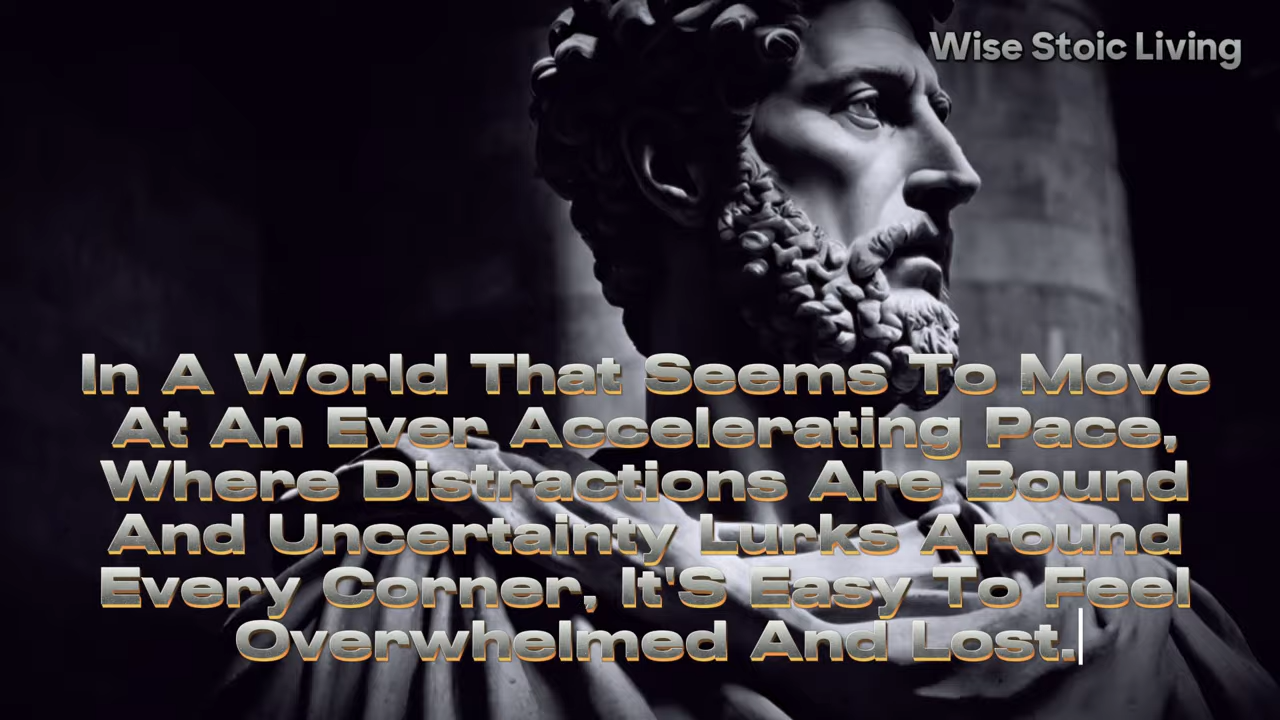 Wise Stoic Living
In A World That Seems To Move
At An Ever Accelerating Pace,
Where Distractions Are Bound
And Uncertainty Lurks Around
Every Corner, It'S Easy To Feel
Overwhelmed And Lost.